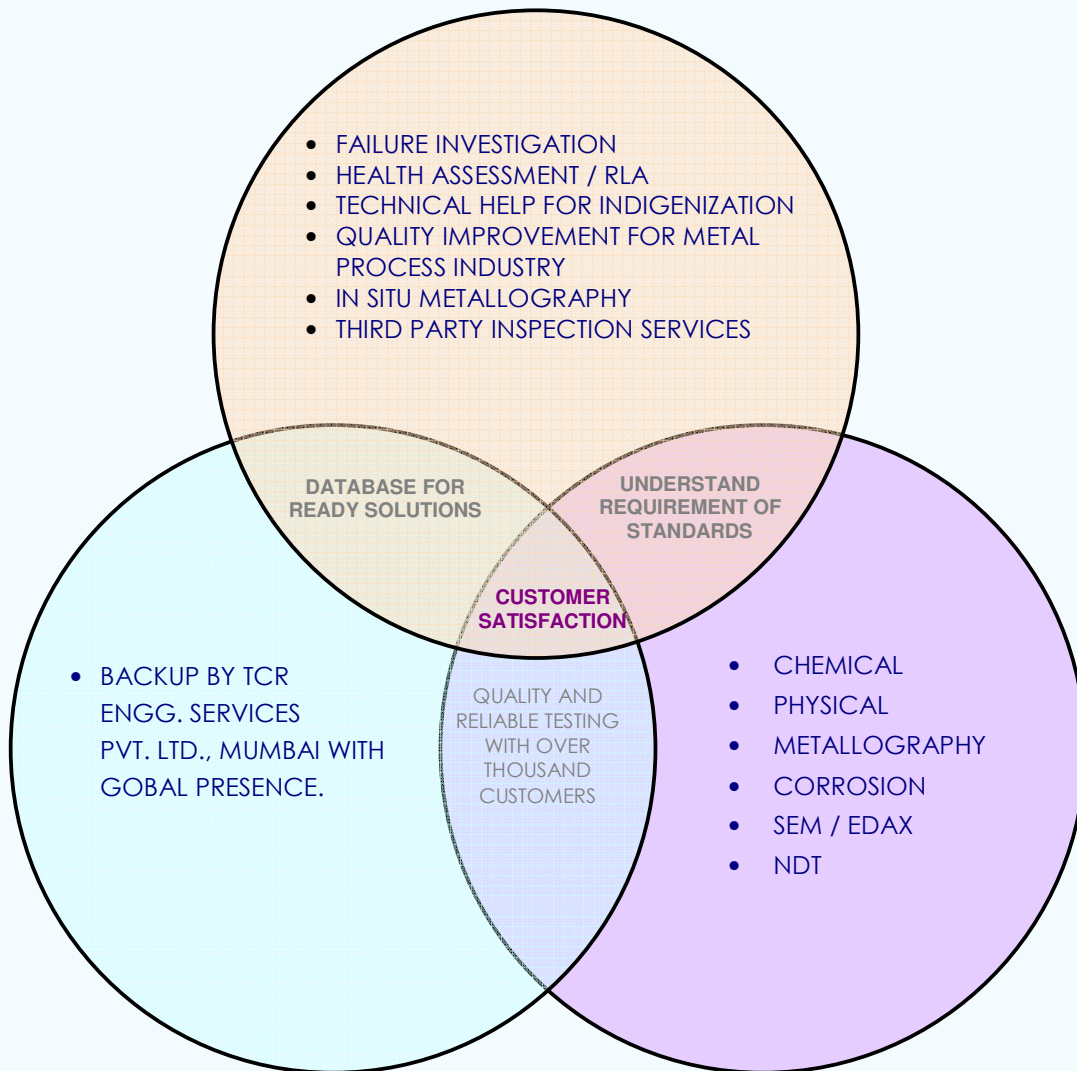 • FAILURE INVESTIGATION
• HEALTH ASSESSMENT / RLA
• TECHNICAL HELP FOR INDIGENIZATION
• QUALITY IMPROVEMENT FOR METAL
PROCESS INDUSTRY
• IN SITU METALLOGRAPHY
• THIRD PARTY INSPECTION SERVICES
DATABASE FOR
READY SOLUTIONS
UNDERSTAND
REQUIREMENT OF
STANDARDS
CUSTOMER
SATISFACTION
• BACKUP BY TCR
ENGG. SERVICES
PVT. LTD., MUMBAI WITH
GOBAL PRESENCE.
QUALITY AND
RELIABLE TESTING
WITH OVER
THOUSAND
CUSTOMERS
• CHEMICAL
• PHYSICAL
• METALLOGRAPHY
• CORROSION
• SEM / EDAX
• NDT